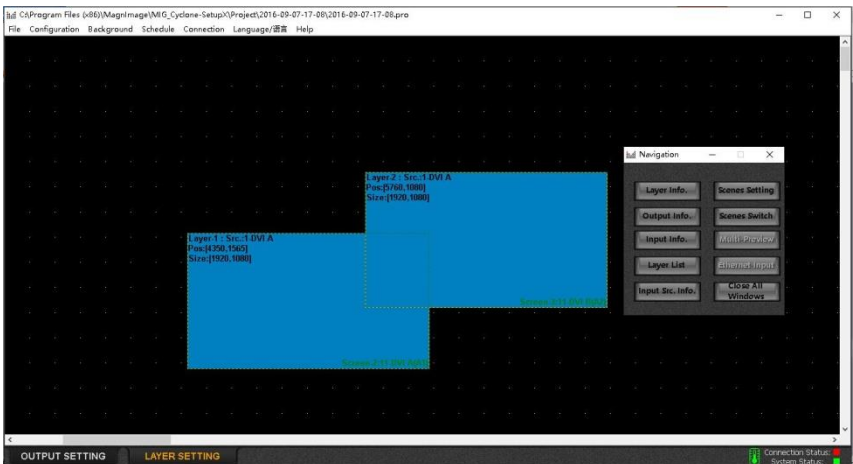 C:\Program Files (x86)\MagnImage\MIG_Cyclone-SetupX\Project\2016-09-07-17-08\2016-09-07-17-08.pro
File Configuration Background Schedule Connection Language/语言 Help
Layer-2 : Src.:1-DVI A
Pos:[5760,1080]
Size:[1920,1080]
Layer-1 : Src.:1-DVI A
Pos:[4350,1565]
Size:[1920,1080]
Navigation
Layer Info. Scenes Setting
Output Info. Scenes Switch
Input Info. Multi-Preview
Layer List Ethernet Input
Input Src. Info. Close All
Windows
OUTPUT SETTING LAYER SETTING
Connection Status:
System Status: